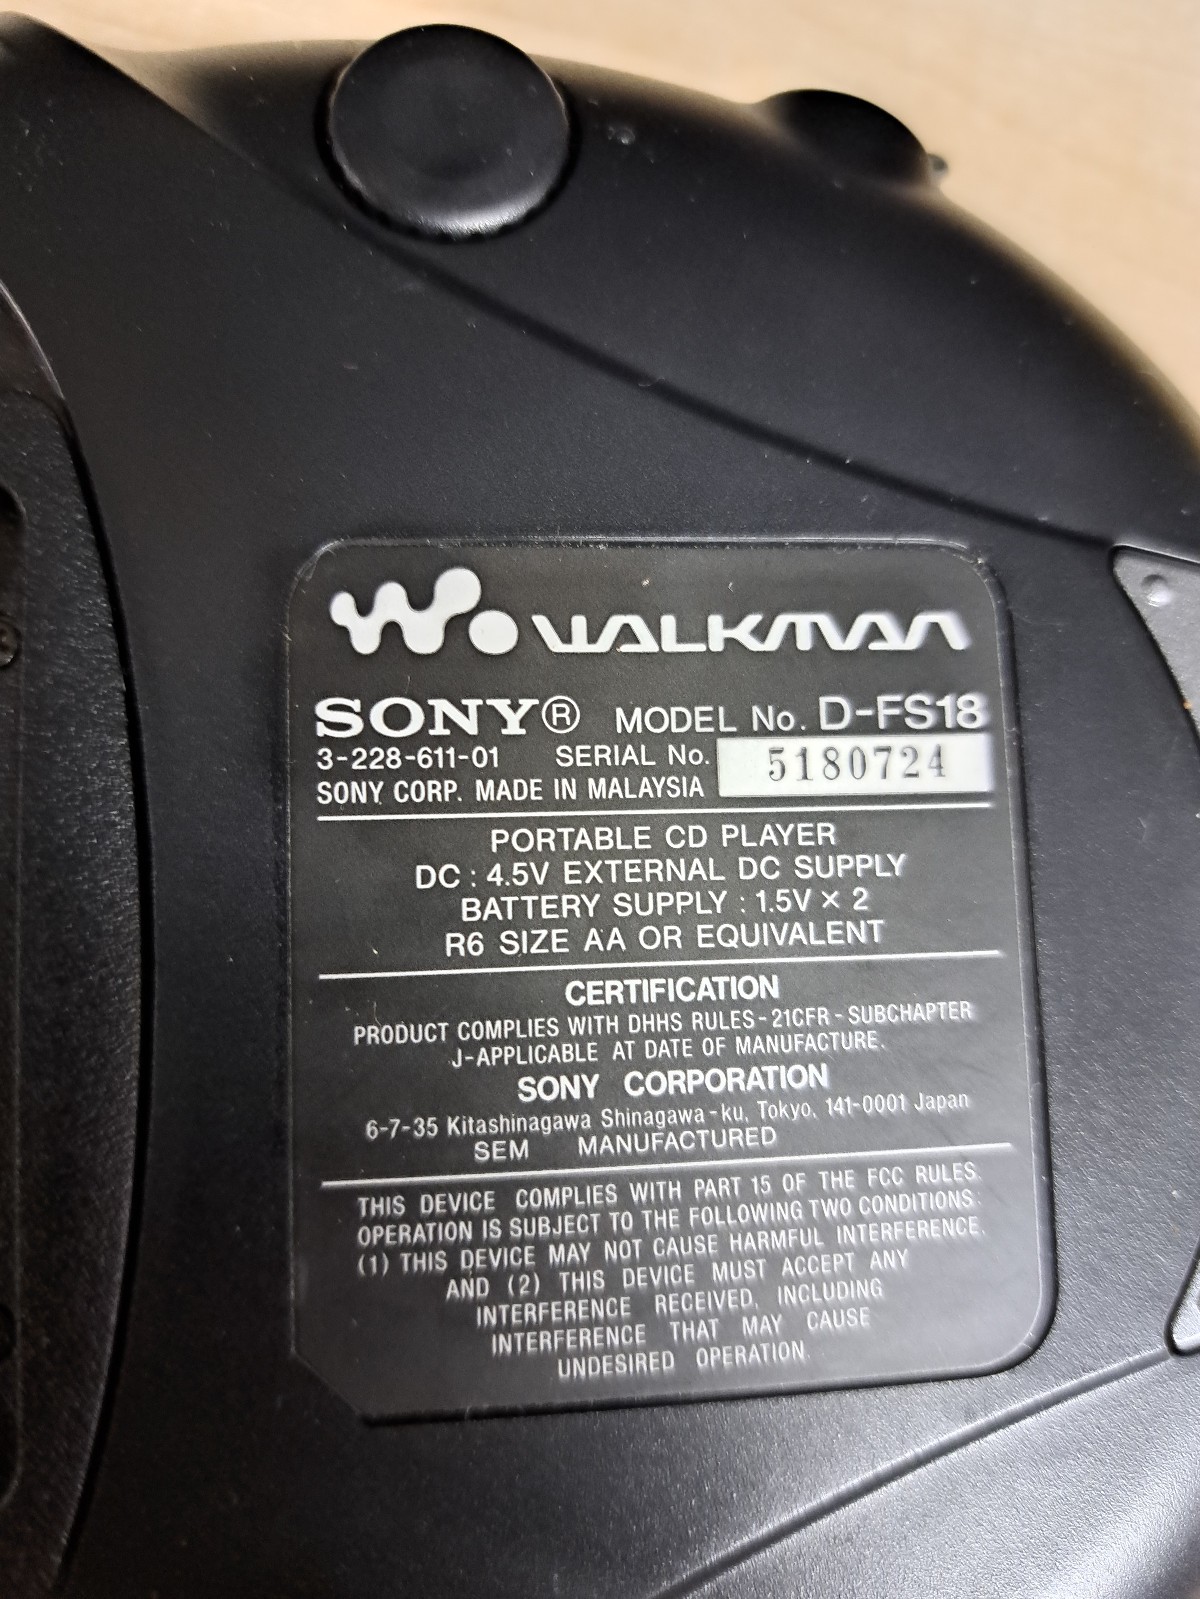 WALKMAN
SONY® MODEL No. D-FS18
3-228-611-01 SERIAL No. 5180724
SONY CORP. MADE IN MALAYSIA
PORTABLE CD PLAYER
DC : 4.5V EXTERNAL DC SUPPLY
BATTERY SUPPLY : 1.5V × 2
R6 SIZE AA OR EQUIVALENT
CERTIFICATION
PRODUCT COMPLIES WITH DHHS RULES-21CFR-SUBCHAPTER
J-APPLICABLE AT DATE OF MANUFACTURE.
SONY CORPORATION
6-7-35 Kitashinagawa Shinagawa-ku, Tokyo, 141-0001 Japan
SEM MANUFACTURED
THIS DEVICE COMPLIES WITH PART 15 OF THE FCC RULES.
OPERATION IS SUBJECT TO THE FOLLOWING TWO CONDITIONS:
(1) THIS DEVICE MAY NOT CAUSE HARMFUL INTERFERENCE,
AND (2) THIS DEVICE MUST ACCEPT ANY
INTERFERENCE RECEIVED, INCLUDING
INTERFERENCE THAT MAY CAUSE
UNDESIRED OPERATION.